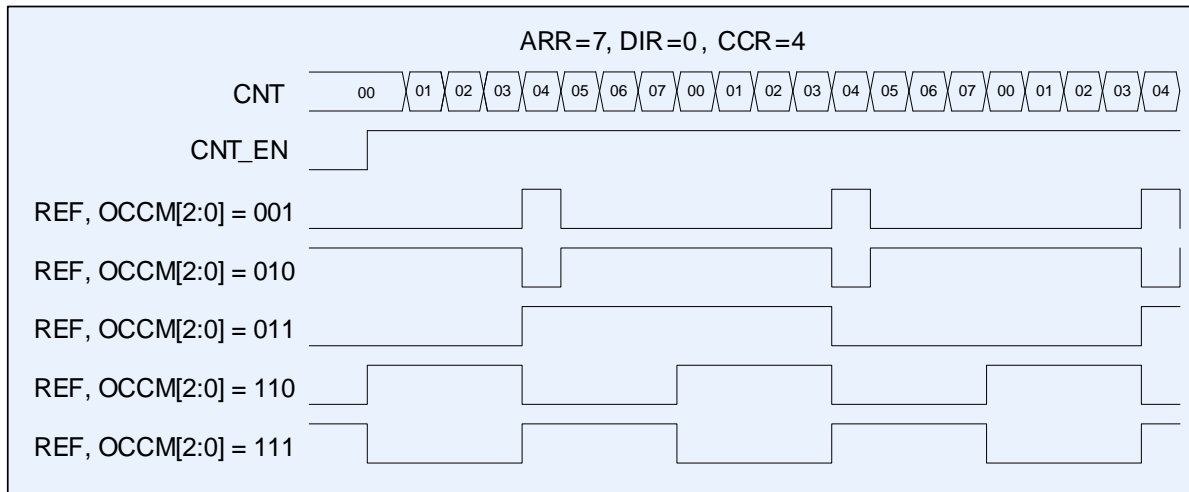 ARR=7, DIR=0, CCR=4
CNT 00 01 02 03 04 05 06 07 00 01 02 03 04 05 06 07 00 01 02 03 04
CNT_EN
REF, OCCM[2:0] = 001
REF, OCCM[2:0] = 010
REF, OCCM[2:0] = 011
REF, OCCM[2:0] = 110
REF, OCCM[2:0] = 111